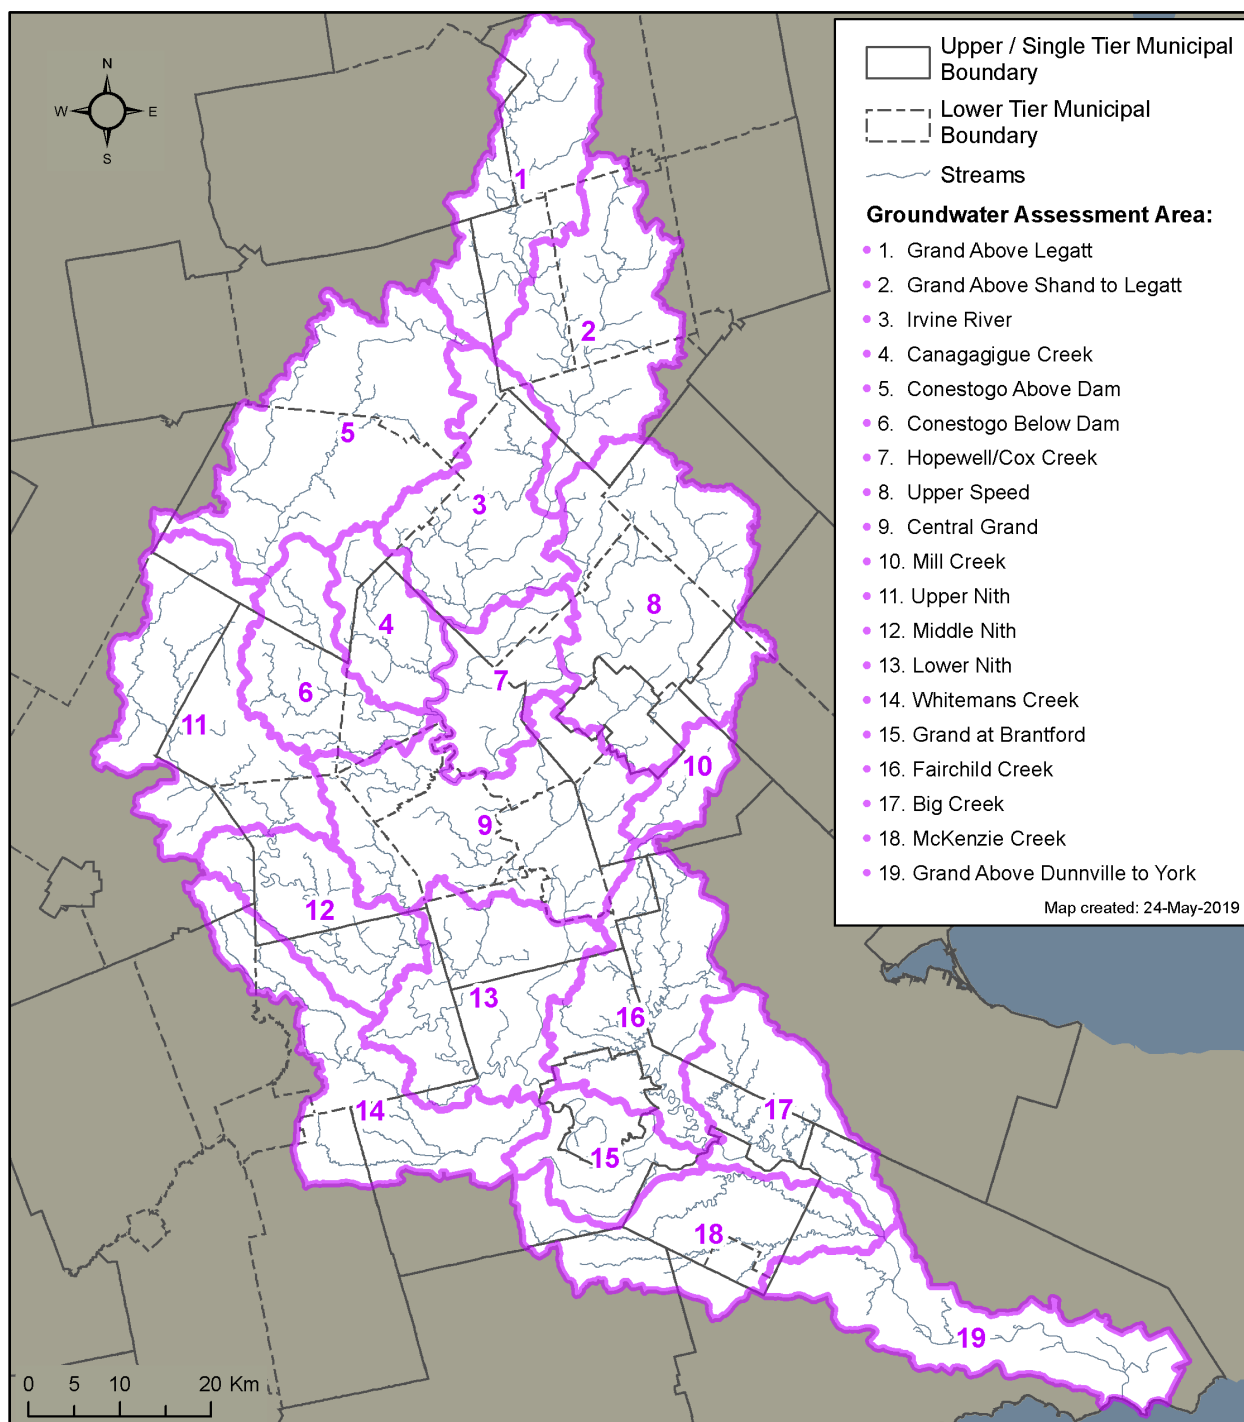 N
W
E
S
Upper / Single Tier Municipal
Boundary
Lower Tier Municipal
Boundary
Streams
Groundwater Assessment Area:
1. Grand Above Legatt
2. Grand Above Shand to Legatt
3. Irvine River
4. Canagagigue Creek
5. Conestogo Above Dam
6. Conestogo Below Dam
7. Hopewell/Cox Creek
8. Upper Speed
9. Central Grand
10. Mill Creek
11. Upper Nith
12. Middle Nith
13. Lower Nith
14. Whitemans Creek
15. Grand at Brantford
16. Fairchild Creek
17. Big Creek
18. McKenzie Creek
19. Grand Above Dunnville to York
Map created: 24-May-2019
1
2
5
3
8
4
7
6
11
10
9
12
13
16
14
17
15
18
19
0 5 10 20 Km